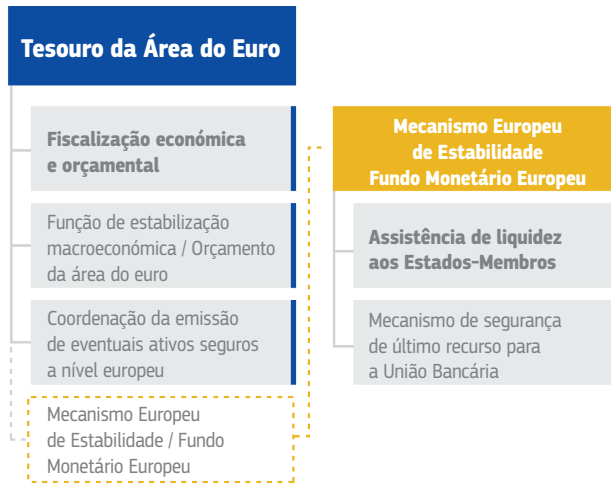 Tesouro da Área do Euro
Fiscalização económica
e orçamental
Função de estabilização
macroeconómica / Orçamento
da área do euro
Coordenação da emissão
de eventuais ativos seguros
a nível europeu
Mecanismo Europeu
de Estabilidade / Fundo
Monetário Europeu
Mecanismo Europeu
de Estabilidade
Fundo Monetário Europeu
Assistência de liquidez
aos Estados-Membros
Mecanismo de segurança
de último recurso para
a União Bancária